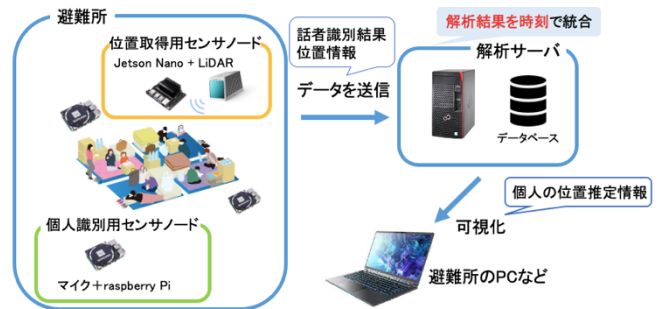 避難所
位置取得用センサノード
Jetson Nano + LiDAR
個人識別用センサノード
マイク＋raspberry Pi
話者識別結果
位置情報
データを送信
解析結果を時刻で統合
解析サーバ
データベース
個人の位置推定情報
可視化
避難所のPCなど